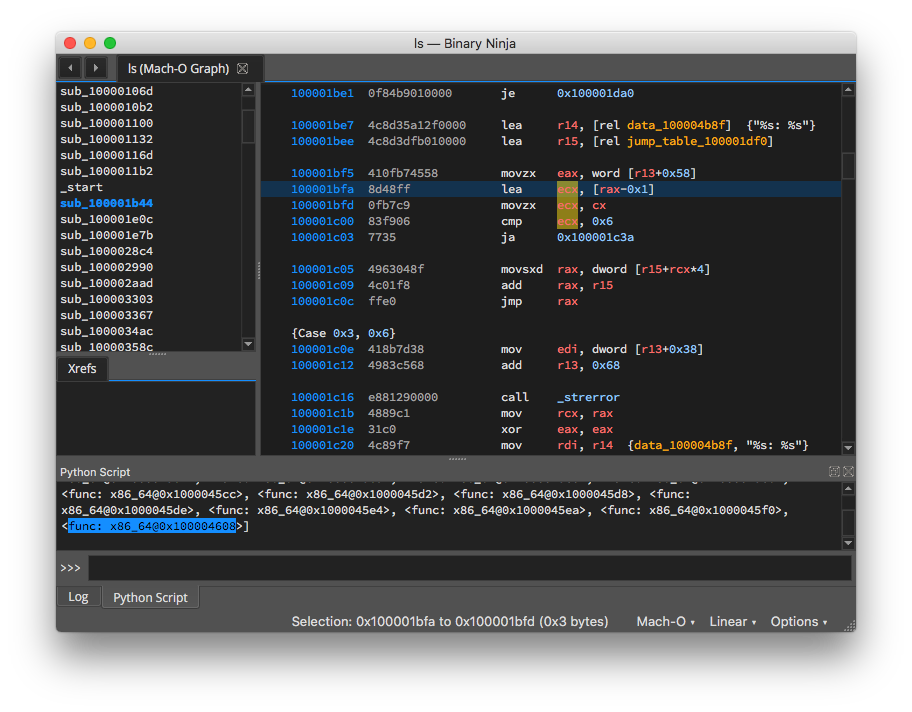 ls — Binary Ninja
ls (Mach-O Graph)
sub_10000106d
sub_1000010b2
sub_100001100
sub_100001132
sub_10000116d
sub_1000011b2
_start
sub_100001b44
sub_100001e0c
sub_100001e7b
sub_1000028c4
sub_100002990
sub_100002aad
sub_100003303
sub_100003367
sub_1000034ac
sub_10000358c
Xrefs
100001be1 0f84b9010000 je 0x100001da0
100001be7 4c8d35a12f0000 lea r14, [rel data_100004b8f] {"%s: %s"}
100001bee 4c8d3dfb010000 lea r15, [rel jump_table_100001df0]
100001bf5 410fb74558 movzx eax, word [r13+0x58]
100001bfa 8d48ff lea ecx, [rax-0x1]
100001bfd 0fb7c9 movzx ecx, cx
100001c00 83f906 cmp ecx, 0x6
100001c03 7735 ja 0x100001c3a
100001c05 4963048f movsxd rax, dword [r15+rcx*4]
100001c09 4c01f8 add rax, r15
100001c0c ffe0 jmp rax
{Case 0x3, 0x6}
100001c0e 418b7d38 mov edi, dword [r13+0x38]
100001c12 4983c568 add r13, 0x68
100001c16 e881290000 call _strerror
100001c1b 4889c1 mov rcx, rax
100001c1e 31c0 xor eax, eax
100001c20 4c89f7 mov rdi, r14 {data_100004b8f, "%s: %s"}
Python Script
<func: x86_64@0x1000045cc>, <func: x86_64@0x1000045d2>, <func: x86_64@0x1000045d8>, <func:
x86_64@0x1000045de>, <func: x86_64@0x1000045e4>, <func: x86_64@0x1000045ea>, <func: x86_64@0x1000045f0>,
<func: x86_64@0x100004608>]
>>>
Log
Python Script
Selection: 0x100001bfa to 0x100001bfd (0x3 bytes)
Mach-O
Linear
Options